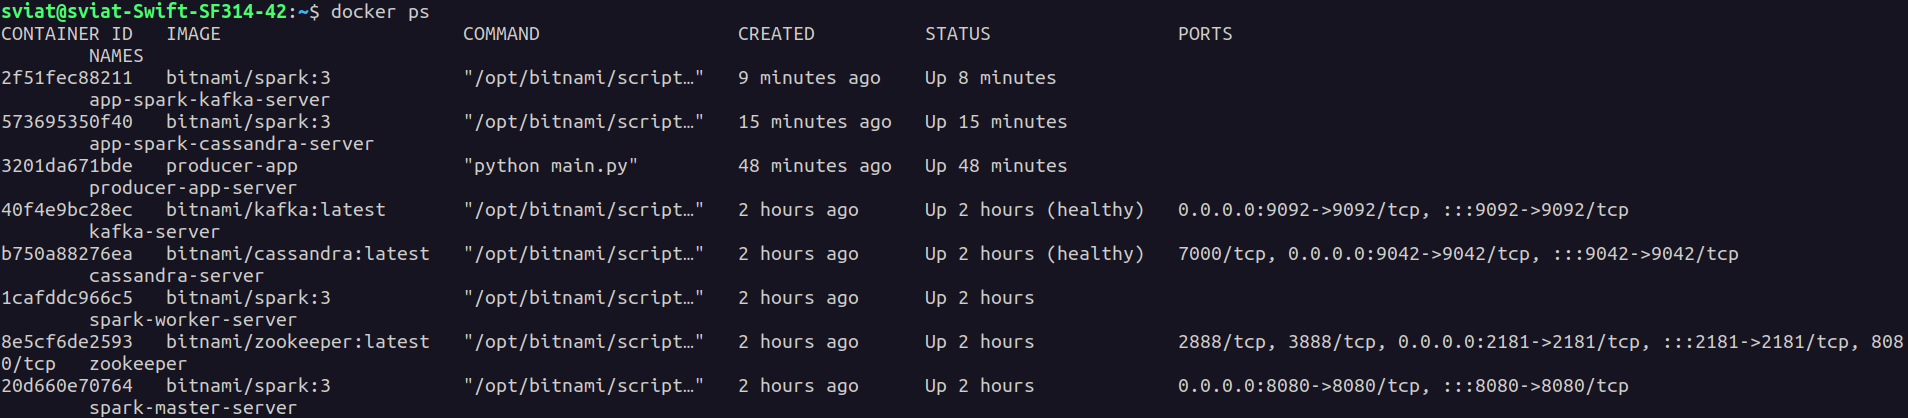 sviat@sviat-Swift-SF314-42:~$ docker ps
CONTAINER ID   IMAGE                      COMMAND                  CREATED          STATUS                 PORTS
        NAMES
2f51fec88211   bitnami/spark:3            "/opt/bitnami/script…"   9 minutes ago    Up 8 minutes
        app-spark-kafka-server
573695350f40   bitnami/spark:3            "/opt/bitnami/script…"   15 minutes ago   Up 15 minutes
        app-spark-cassandra-server
3201da671bde   producer-app               "python main.py"         48 minutes ago   Up 48 minutes
        producer-app-server
40f4e9bc28ec   bitnami/kafka:latest       "/opt/bitnami/script…"   2 hours ago      Up 2 hours (healthy)   0.0.0.0:9092->9092/tcp, :::9092->9092/tcp
        kafka-server
b750a88276ea   bitnami/cassandra:latest   "/opt/bitnami/script…"   2 hours ago      Up 2 hours (healthy)   7000/tcp, 0.0.0.0:9042->9042/tcp, :::9042->9042/tcp
        cassandra-server
1cafddc966c5   bitnami/spark:3            "/opt/bitnami/script…"   2 hours ago      Up 2 hours
        spark-worker-server
8e5cf6de2593   bitnami/zookeeper:latest   "/opt/bitnami/script…"   2 hours ago      Up 2 hours             2888/tcp, 3888/tcp, 0.0.0.0:2181->2181/tcp, :::2181->2181/tcp, 808
0/tcp   zookeeper
20d660e70764   bitnami/spark:3            "/opt/bitnami/script…"   2 hours ago      Up 2 hours             0.0.0.0:8080->8080/tcp, :::8080->8080/tcp
        spark-master-server